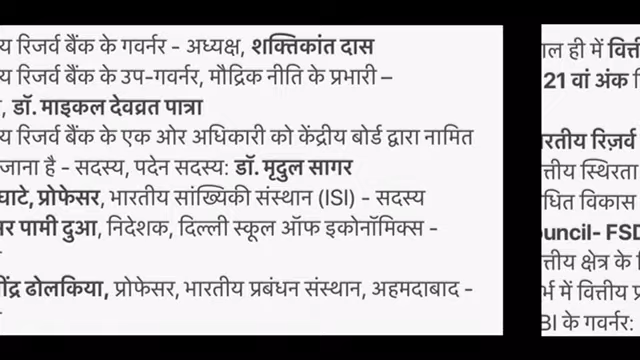 य रिजर्व बैंक के गवर्नर - अध्यक्ष, शक्तिकांत दास
य रिजर्व बैंक के उप-गवर्नर, मौद्रिक नीति के प्रभारी –
, डॉ. माइकल देवव्रत पात्रा
य रिजर्व बैंक के एक ओर अधिकारी को केंद्रीय बोर्ड द्वारा नामित
जाना है - सदस्य, पदेन सदस्य: डॉ. मृदुल सागर
घाटे, प्रोफेसर, भारतीय सांख्यिकी संस्थान (ISI) - सदस्य
सर पामी दुआ, निदेशक, दिल्ली स्कूल ऑफ इकोनॉमिक्स -
ींद्र ढोलकिया, प्रोफेसर, भारतीय प्रबंधन संस्थान, अहमदाबाद -
ाल ही में वित्ती
21 वां अंक
रतीय रिज़र्व
त्तीय स्थिरता
धित विकास
ouncil- FSD
त्तीय क्षेत्र के
र्भ में वित्तीय प्र
BI के गवर्नर: